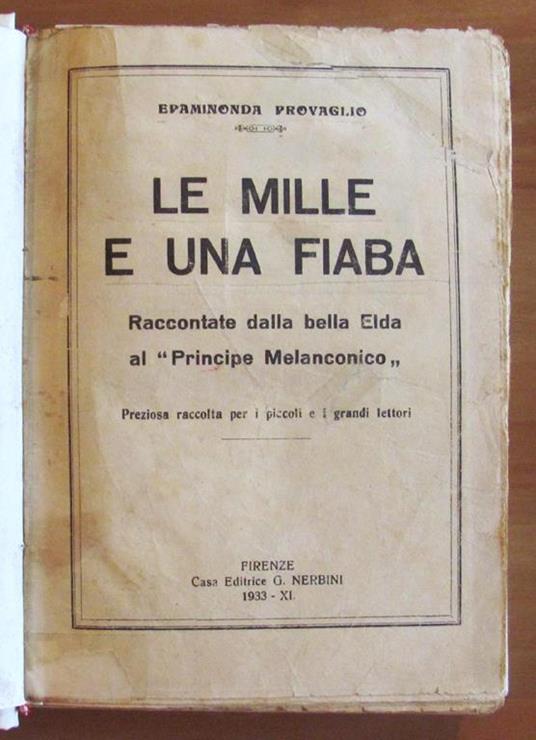 EPAMINONDA PROVAGLIO
LE MILLE
E UNA FIABA
Raccontate dalla bella Elda
al “Principe Melanconico„
Preziosa raccolta per i piccoli e i grandi lettori
FIRENZE
Casa Editrice G. NERBINI
1933 - XI.